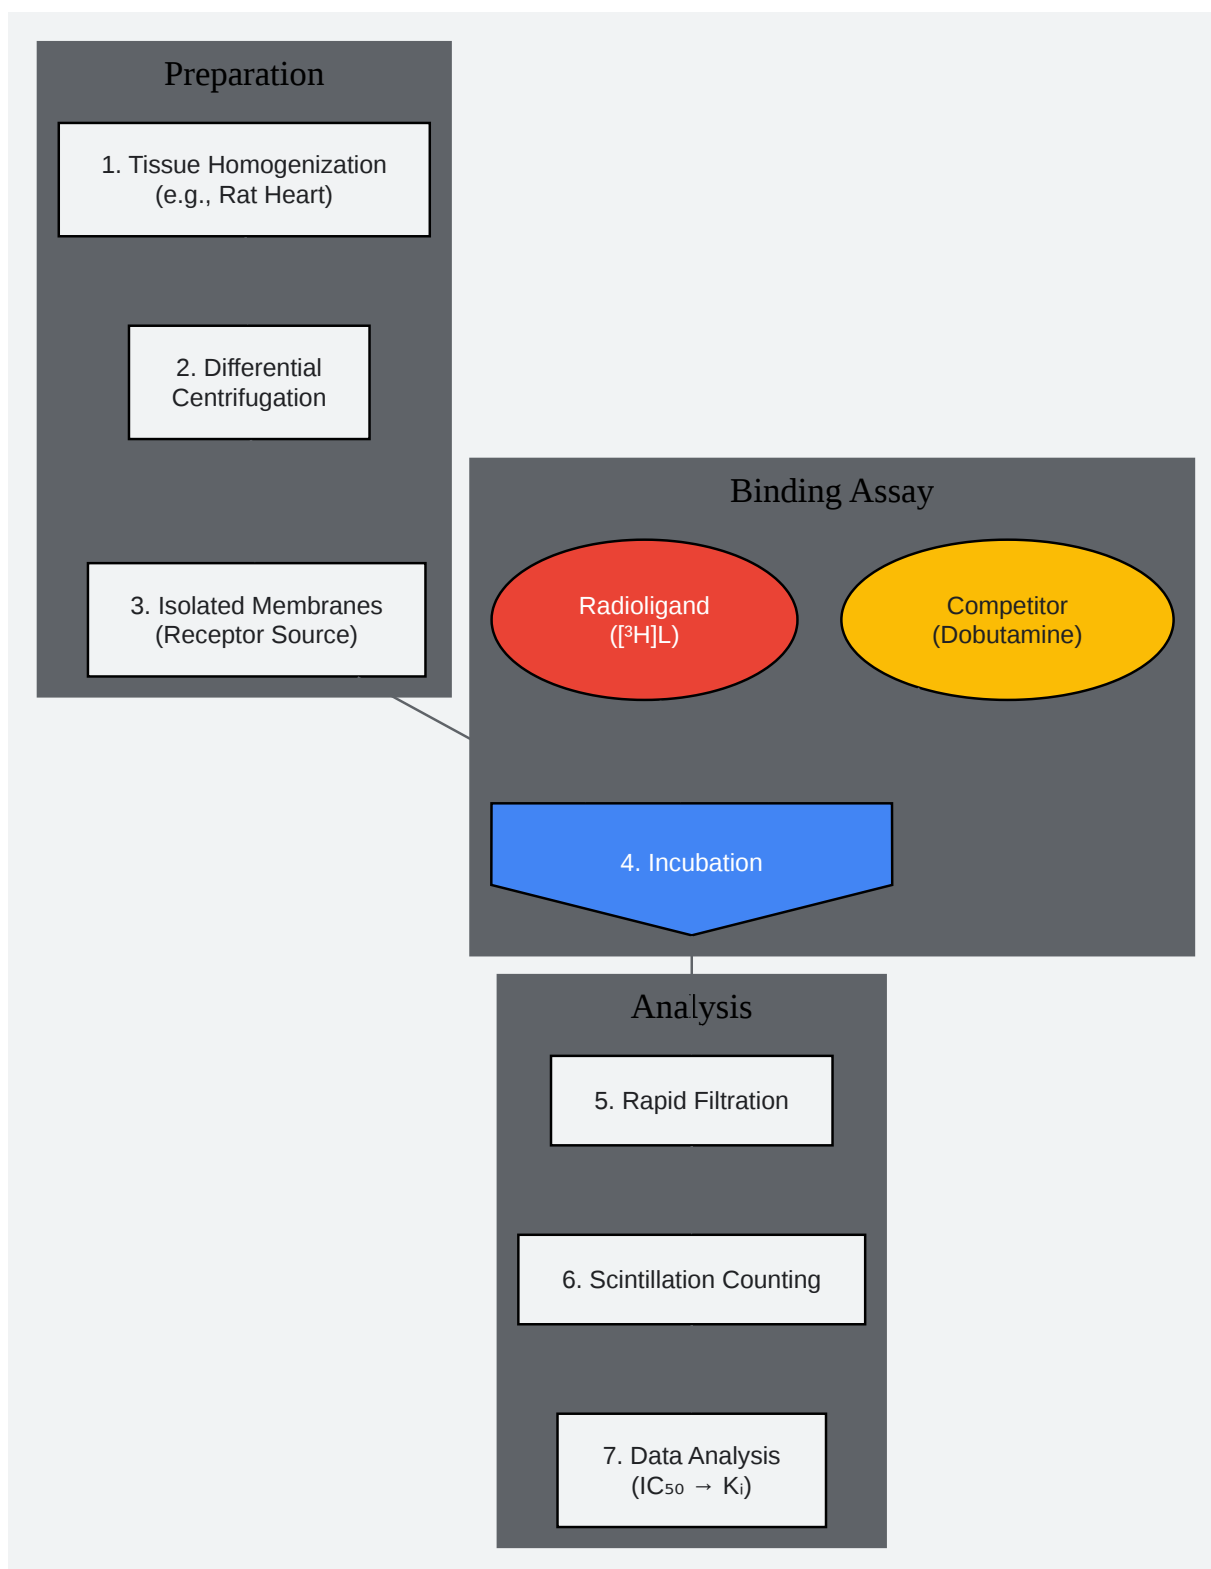 Preparation
1. Tissue Homogenization
(e.g., Rat Heart)
2. Differential
Centrifugation
3. Isolated Membranes
(Receptor Source)
Binding Assay
Radioligand
([³H]L)
Competitor
(Dobutamine)
4. Incubation
Analysis
5. Rapid Filtration
6. Scintillation Counting
7. Data Analysis
(IC₅₀ → Kᵢ)